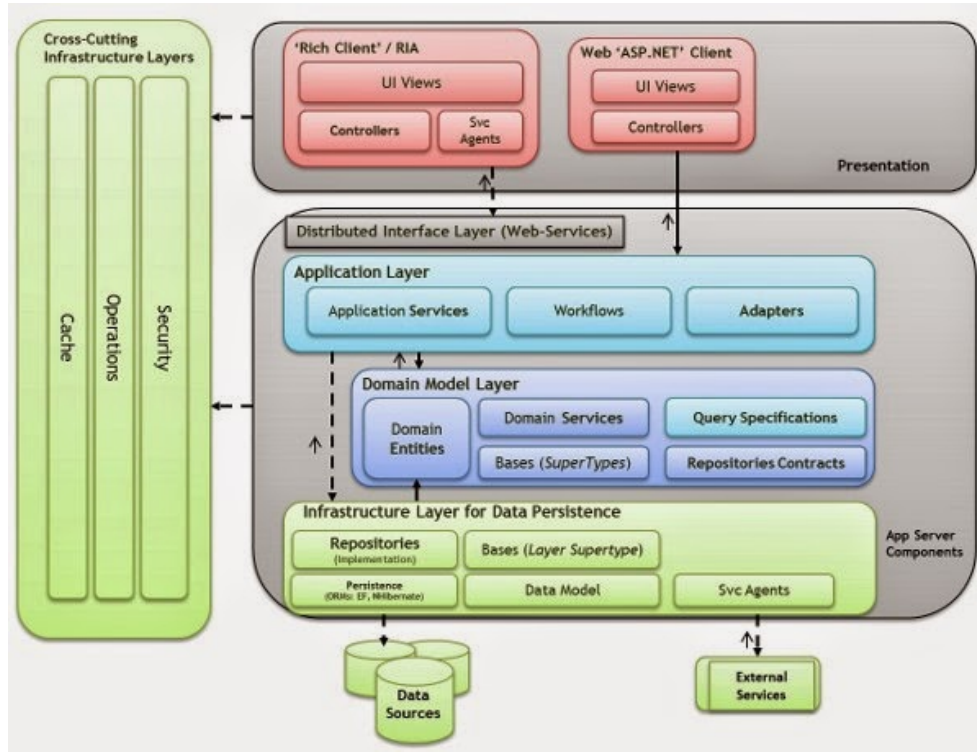 Cross-Cutting
Infrastructure Layers
Cache
Operations
Security
‘Rich Client’ / RIA
UI Views
Controllers
Svc
Agents
Web ‘ASP.NET’ Client
UI Views
Controllers
Presentation
Distributed Interface Layer (Web-Services)
Application Layer
Application Services
Workflows
Adapters
Domain Model Layer
Domain
Entities
Domain Services
Query Specifications
Bases (SuperTypes)
Repositories Contracts
Infrastructure Layer for Data Persistence
Repositories
(Implementation)
Bases (Layer Supertype)
Persistence
(ORMs: EF, NHibernate)
Data Model
Svc Agents
App Server
Components
Data
Sources
External
Services